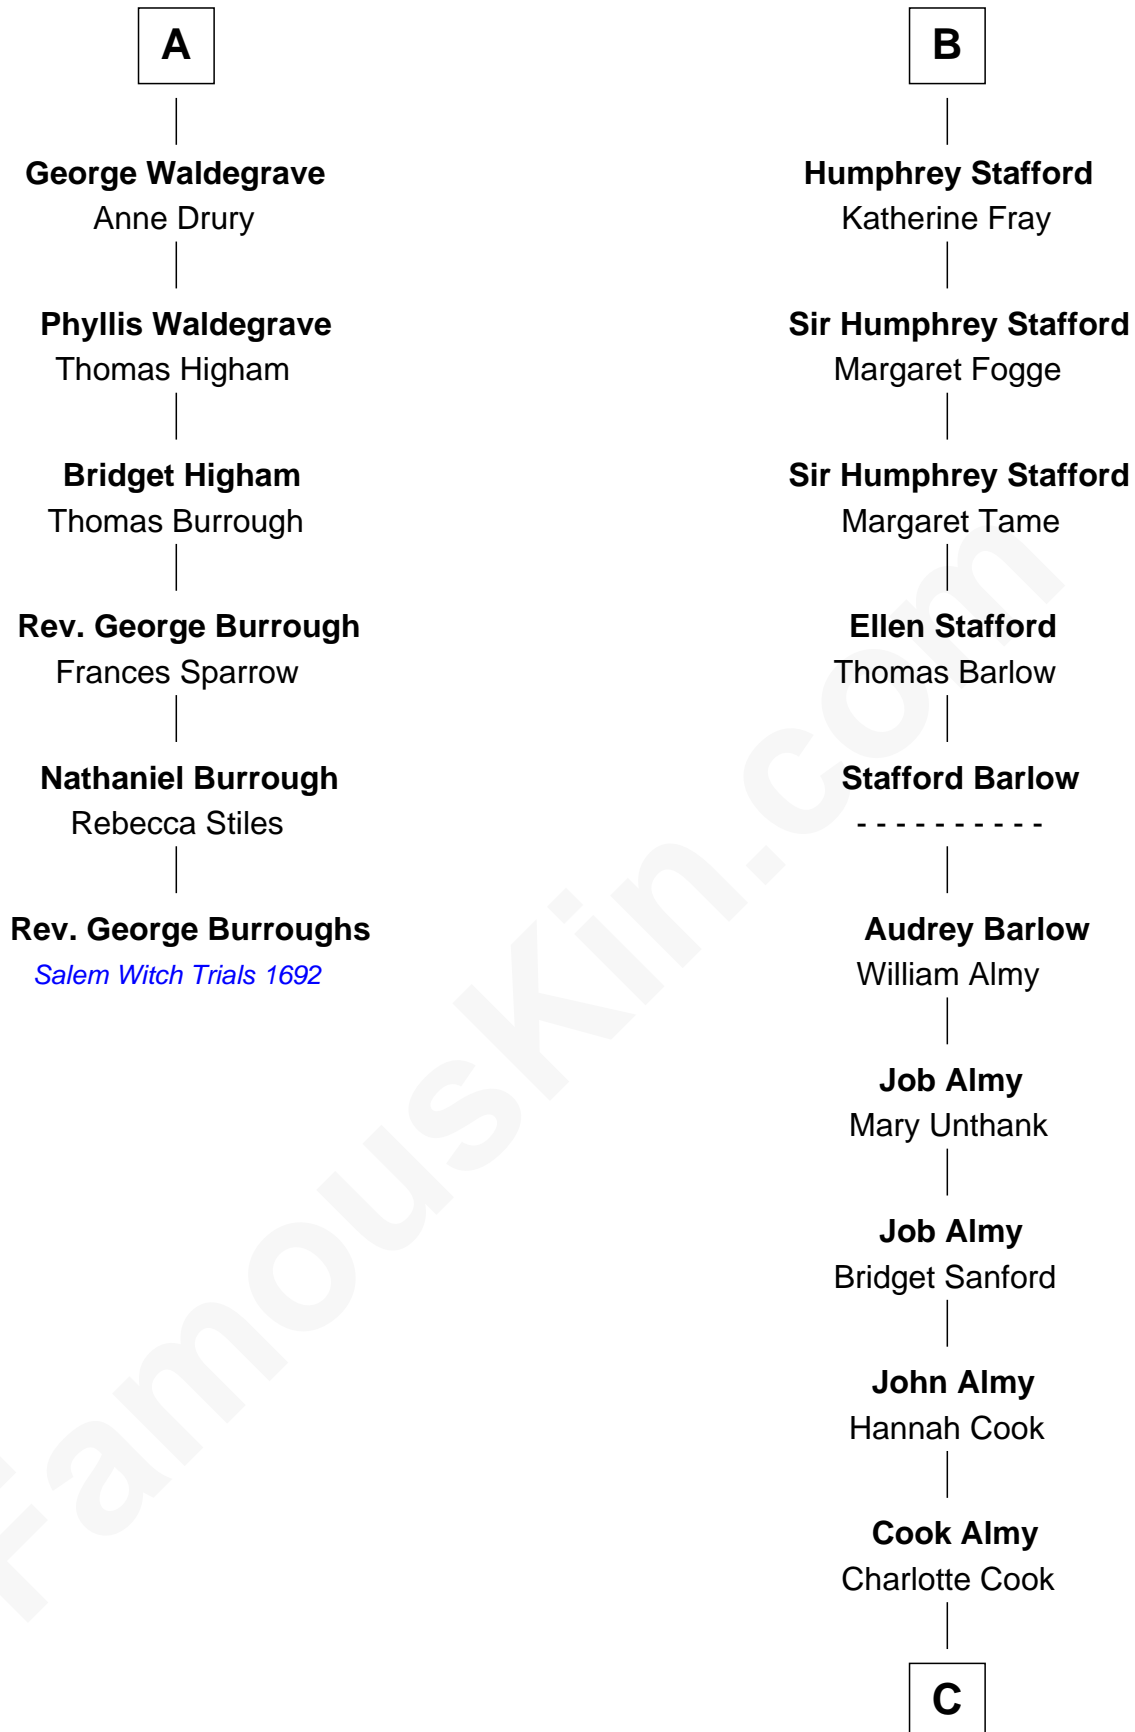 A
George Waldegrave
Anne Drury
Phyllis Waldegrave
Thomas Higham
Bridget Higham
Thomas Burrough
Rev. George Burrough
Frances Sparrow
Nathaniel Burrough
Rebecca Stiles
Rev. George Burroughs
Salem Witch Trials 1692
B
Humphrey Stafford
Katherine Fray
Sir Humphrey Stafford
Margaret Fogge
Sir Humphrey Stafford
Margaret Tame
Ellen Stafford
Thomas Barlow
Stafford Barlow
- - - - - - - - - -
Audrey Barlow
William Almy
Job Almy
Mary Unthank
Job Almy
Bridget Sanford
John Almy
Hannah Cook
Cook Almy
Charlotte Cook
C
FamousKin.com